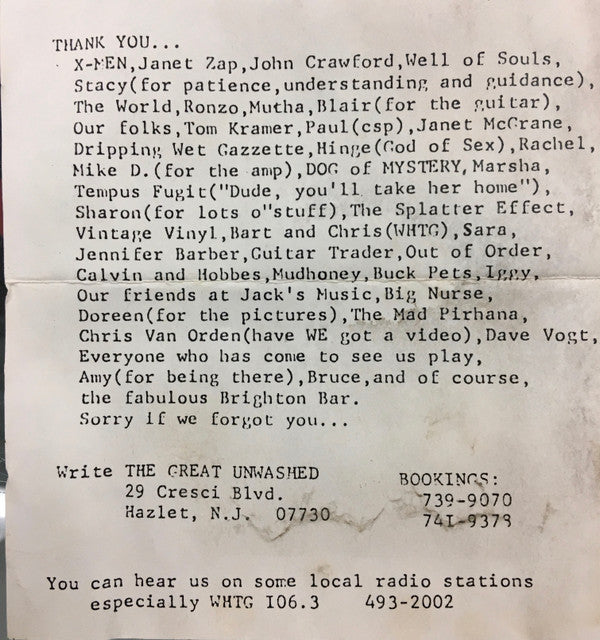 THANK YOU...
X-MEN,Janet Zap,John Crawford,Well of Souls,
Stacy(for patience,understanding and guidance),
The World,Ronzo,Mutha,Blair(for the guitar),
Our folks,Tom Kramer,Paul(csp),Janet McGrane,
Dripping Wet Gazzette,Hinge(God of Sex),Rachel,
Mike D.(for the amp),DOG of MYSTERY,Marsha,
Tempus Fugit("Dude, you'll take her home"),
Sharon(for lots o"stuff),The Splatter Effect,
Vintage Vinyl,Bart and Chris(WHTG),Sara,
Jennifer Barber,Guitar Trader,Out of Order,
Calvin and Hobbes,Mudhoney,Buck Pets,Iggy,
Our friends at Jack's Music,Big Nurse,
Doreen(for the pictures),The Mad Pirhana,
Chris Van Orden(have WE got a video),Dave Vogt,
Everyone who has come to see us play,
Amy(for being there),Bruce,and of course,
the fabulous Brighton Bar.
Sorry if we forgot you...
Write THE GREAT UNWASHED
29 Cresci Blvd.
Hazlet, N.J. 07730
BOOKINGS:
739-9070
741-9378
You can hear us on some local radio stations
especially WHTG 106.3 493-2002